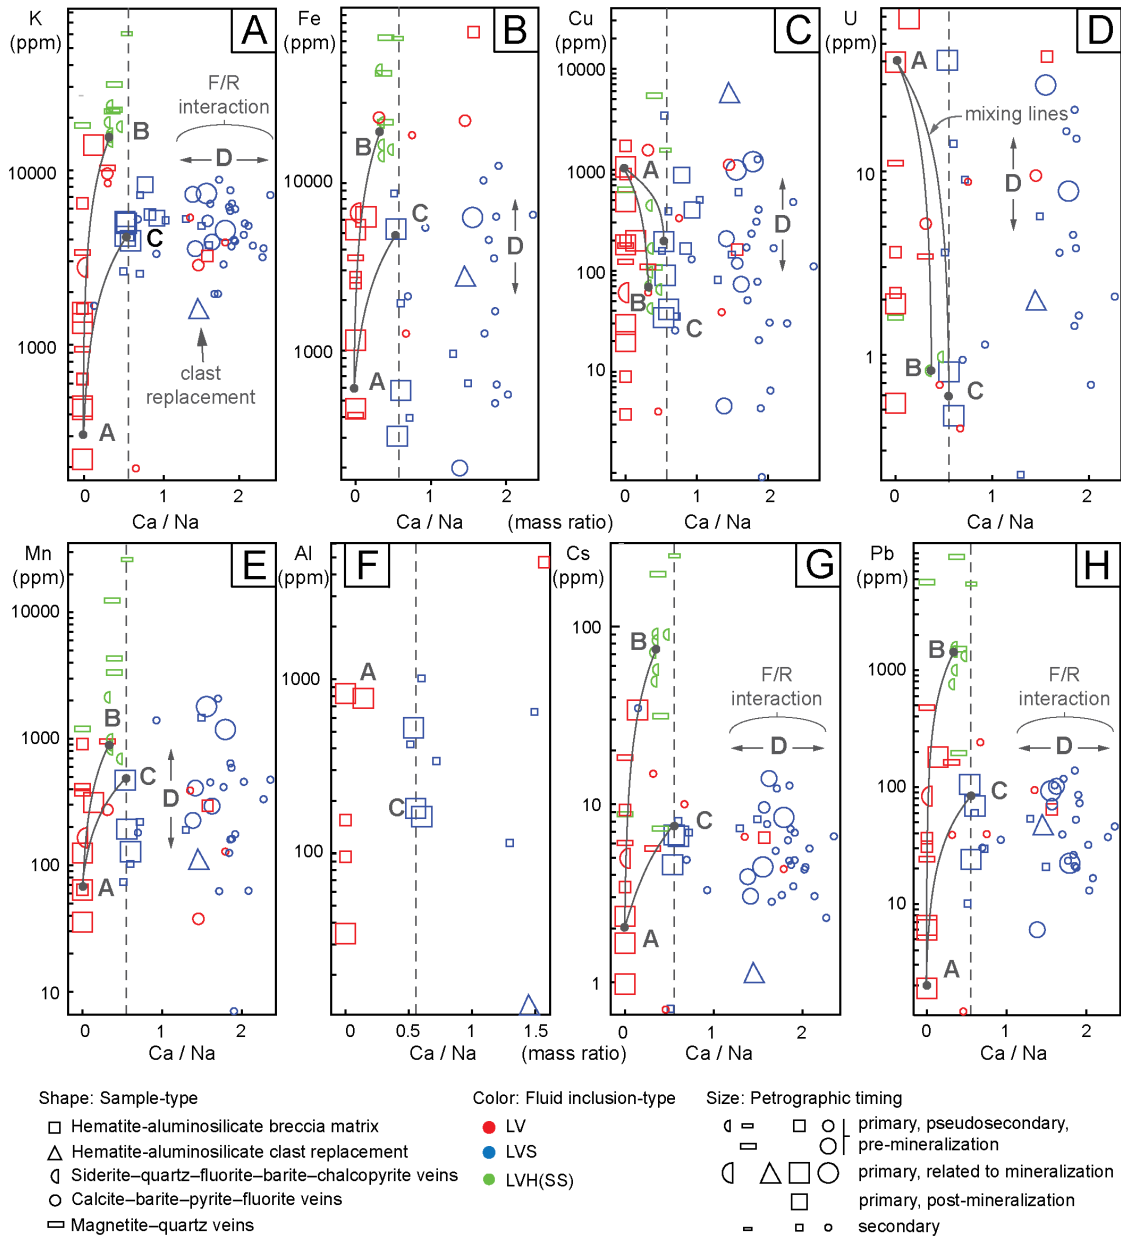 K
(ppm)
A
10000
1000
F/R
interaction
D
B
C
A
clast
replacement
0
1
2
Ca / Na
Fe
(ppm)
B
10000
1000
B
C
D
A
0
1
2
Ca / Na
(mass ratio)
Cu
(ppm)
C
10000
1000
100
10
A
D
B
C
0
1
2
Ca / Na
U
(ppm)
D
10
1
A
mixing lines
D
B
C
0
1
2
Ca / Na
Mn
(ppm)
E
10000
1000
100
10
B
C
D
A
0
1
2
Ca / Na
Al
(ppm)
F
1000
100
A
C
0
0.5
1
1.5
Ca / Na
(mass ratio)
Cs
(ppm)
G
100
10
1
B
F/R
interaction
D
C
A
0
1
2
Ca / Na
Pb
(ppm)
H
1000
100
10
B
F/R
interaction
D
C
A
0
1
2
Ca / Na
Shape: Sample-type
Hematite-aluminosilicate breccia matrix
Hematite-aluminosilicate clast replacement
Siderite–quartz–fluorite–barite–chalcopyrite veins
Calcite–barite–pyrite–fluorite veins
Magnetite–quartz veins
Color: Fluid inclusion-type
LV
LVS
LVH(SS)
Size: Petrographic timing
primary, pseudosecondary,
pre-mineralization
primary, related to mineralization
primary, post-mineralization
secondary